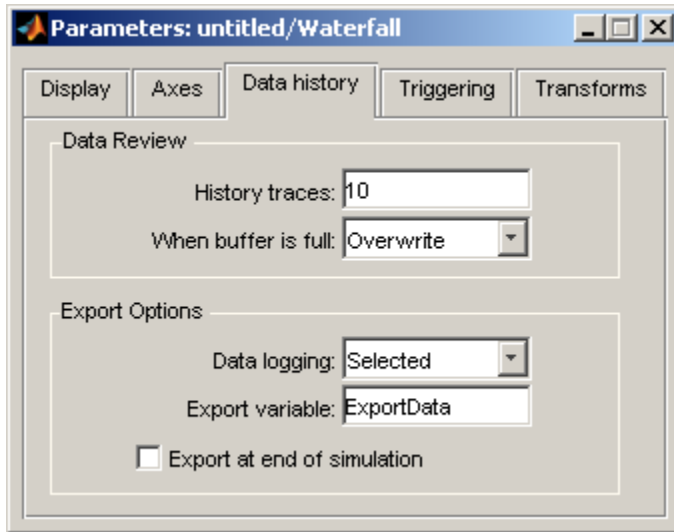 Parameters: untitled/Waterfall
Display Axes Data history Triggering Transforms
Data Review
History traces: 10
When buffer is full: Overwrite
Export Options
Data logging: Selected
Export variable: ExportData
Export at end of simulation